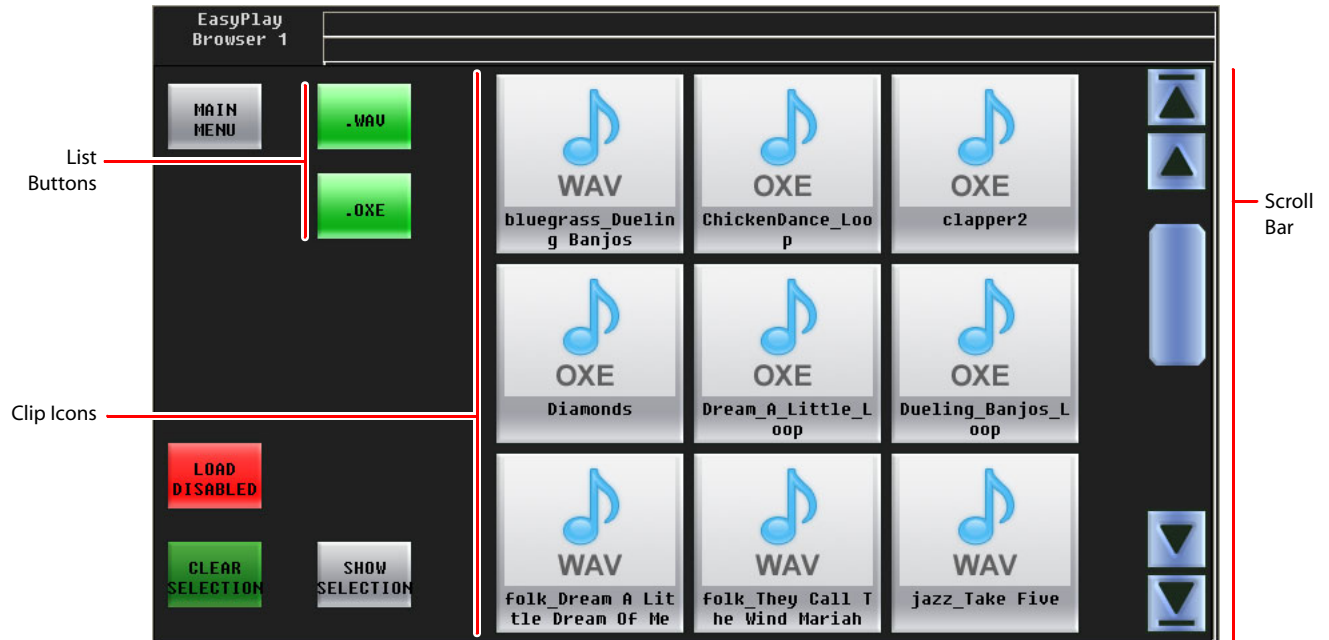 EasyPlay
Browser 1
MAIN
MENU
.WAV
.OXE
List
Buttons
Clip Icons
LOAD
DISABLED
CLEAR
SELECTION
SHOW
SELECTION
WAV
bluegrass_Duelin
g Banjos
OXE
ChickenDance_Loo
p
OXE
clapper2
OXE
Diamonds
OXE
Dream_A_Little_L
oop
OXE
Dueling_Banjos_L
oop
WAV
folk_Dream A Lit
tle Dream Of Me
WAV
folk_They Call T
he Wind Mariah
WAV
jazz_Take Five
Scroll
Bar